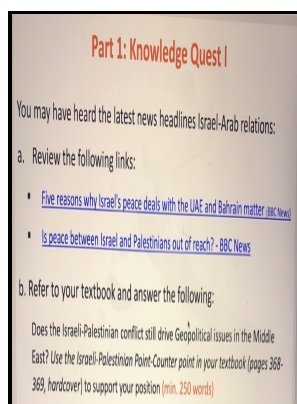 Part 1: Knowledge Quest I
You may have heard the latest news headlines Israel-Arab relations:
a. Review the following links:
▪ Five reasons why Israel's peace deals with the UAE and Bahrain matter (BBC News)
▪ Is peace between Israel and Palestinians out of reach? - BBC News
b. Refer to your textbook and answer the following:
Does the Israeli-Palestinian conflict still drive Geopolitical issues in the Middle
East? Use the Israeli-Palestinian Point-Counter point in your textbook (pages 368-
369, hardcover) to support your position (min. 250 words)